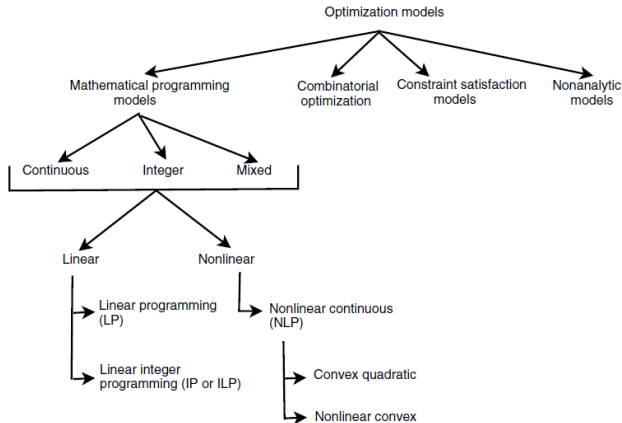 Optimization models
Mathematical programming
models
Combinatorial
optimization
Constraint satisfaction
models
Nonanalytic
models
Continuous
Integer
Mixed
Linear
Nonlinear
Linear programming
(LP)
Nonlinear continuous
(NLP)
Linear integer
programming (IP or ILP)
Convex quadratic
Nonlinear convex